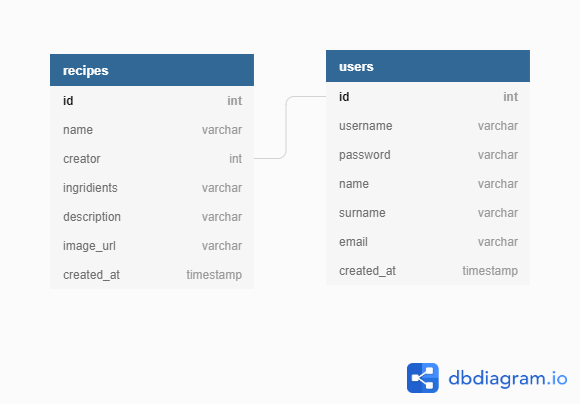 recipes
id int
name varchar
creator int
ingridients varchar
description varchar
image_url varchar
created_at timestamp
users
id int
username varchar
password varchar
name varchar
surname varchar
email varchar
created_at timestamp
dbdiagram.io